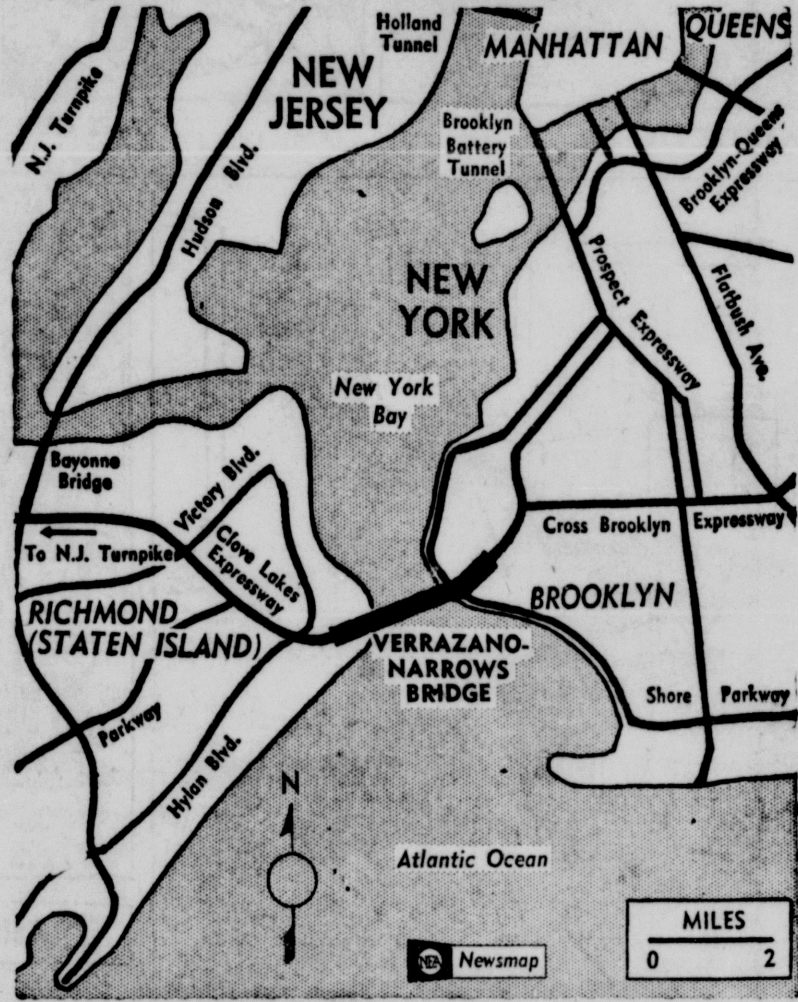 Holland
Tunnel
MANHATTAN
QUEENS
NEW
JERSEY
N.J. Turnpike
Hudson Blvd.
Brooklyn
Battery
Tunnel
Brooklyn-Queens
Expressway
NEW
YORK
Prospect Expressway
Flatbush Ave.
New York
Bay
Bayonne
Bridge
Victory Blvd.
Clove Lakes
Expressway
To N.J. Turnpike
Cross Brooklyn Expressway
RICHMOND
(STATEN ISLAND)
BROOKLYN
VERRAZANO-
NARROWS
BRIDGE
Shore Parkway
Parkway
Hylan Blvd.
N
Atlantic Ocean
MILES
0 2
NEA Newsmap